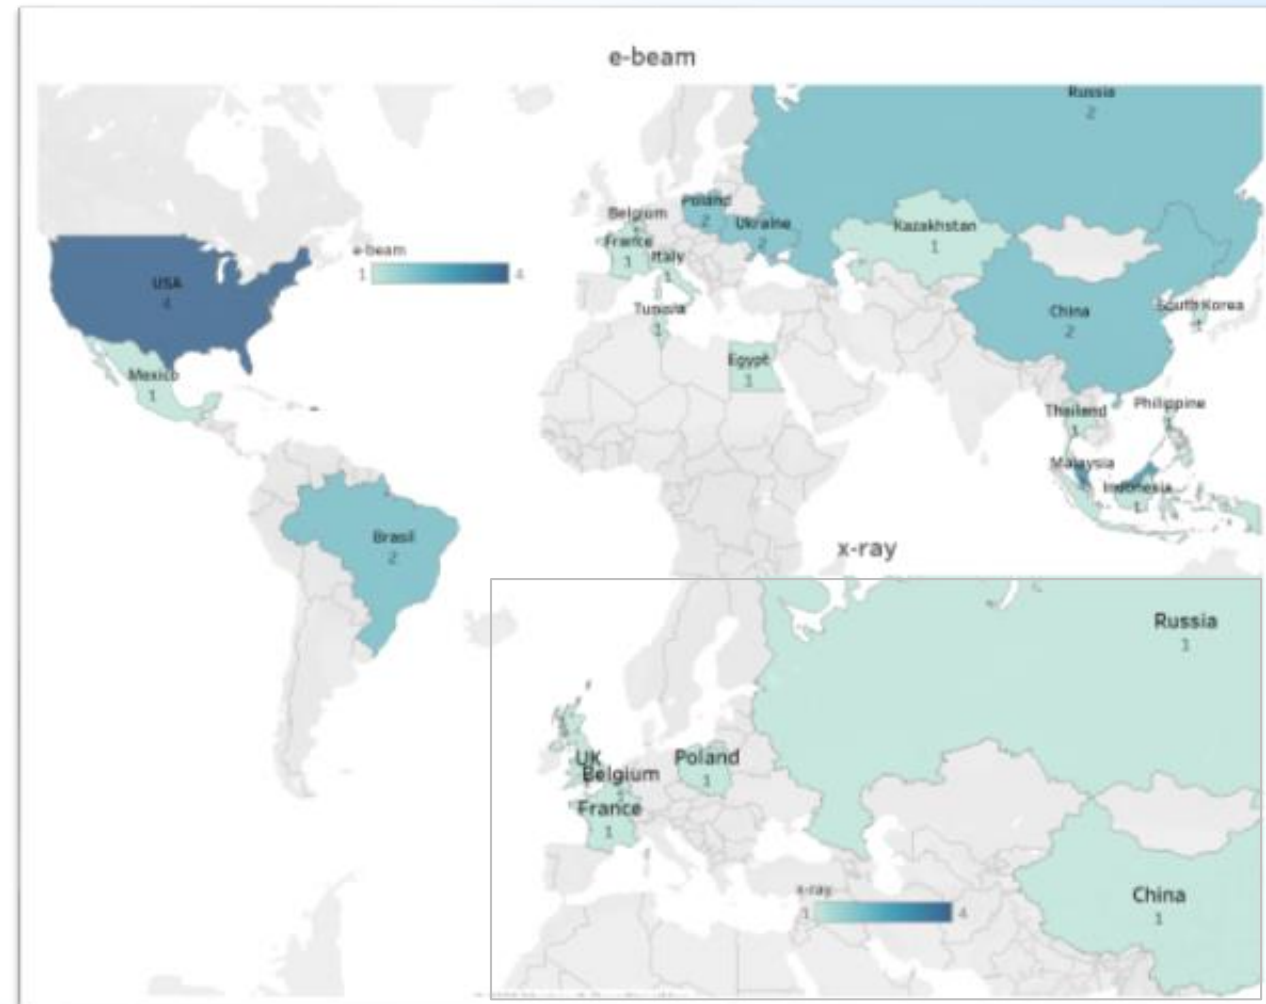 e-beam
Russia
2
Poland
2
Belgium
Ukraine
2
Kazakhstan
1
France
1
e-beam
1
4
Italy
1
USA
4
China
2
South Korea
1
Tunisia
1
Egypt
1
Mexico
1
Thailand
1
Philippine
1
Malaysia
Indonesia
1
Brasil
2
x-ray
Russia
1
UK
Poland
1
Belgium
1
France
1
x-ray
1
4
China
1